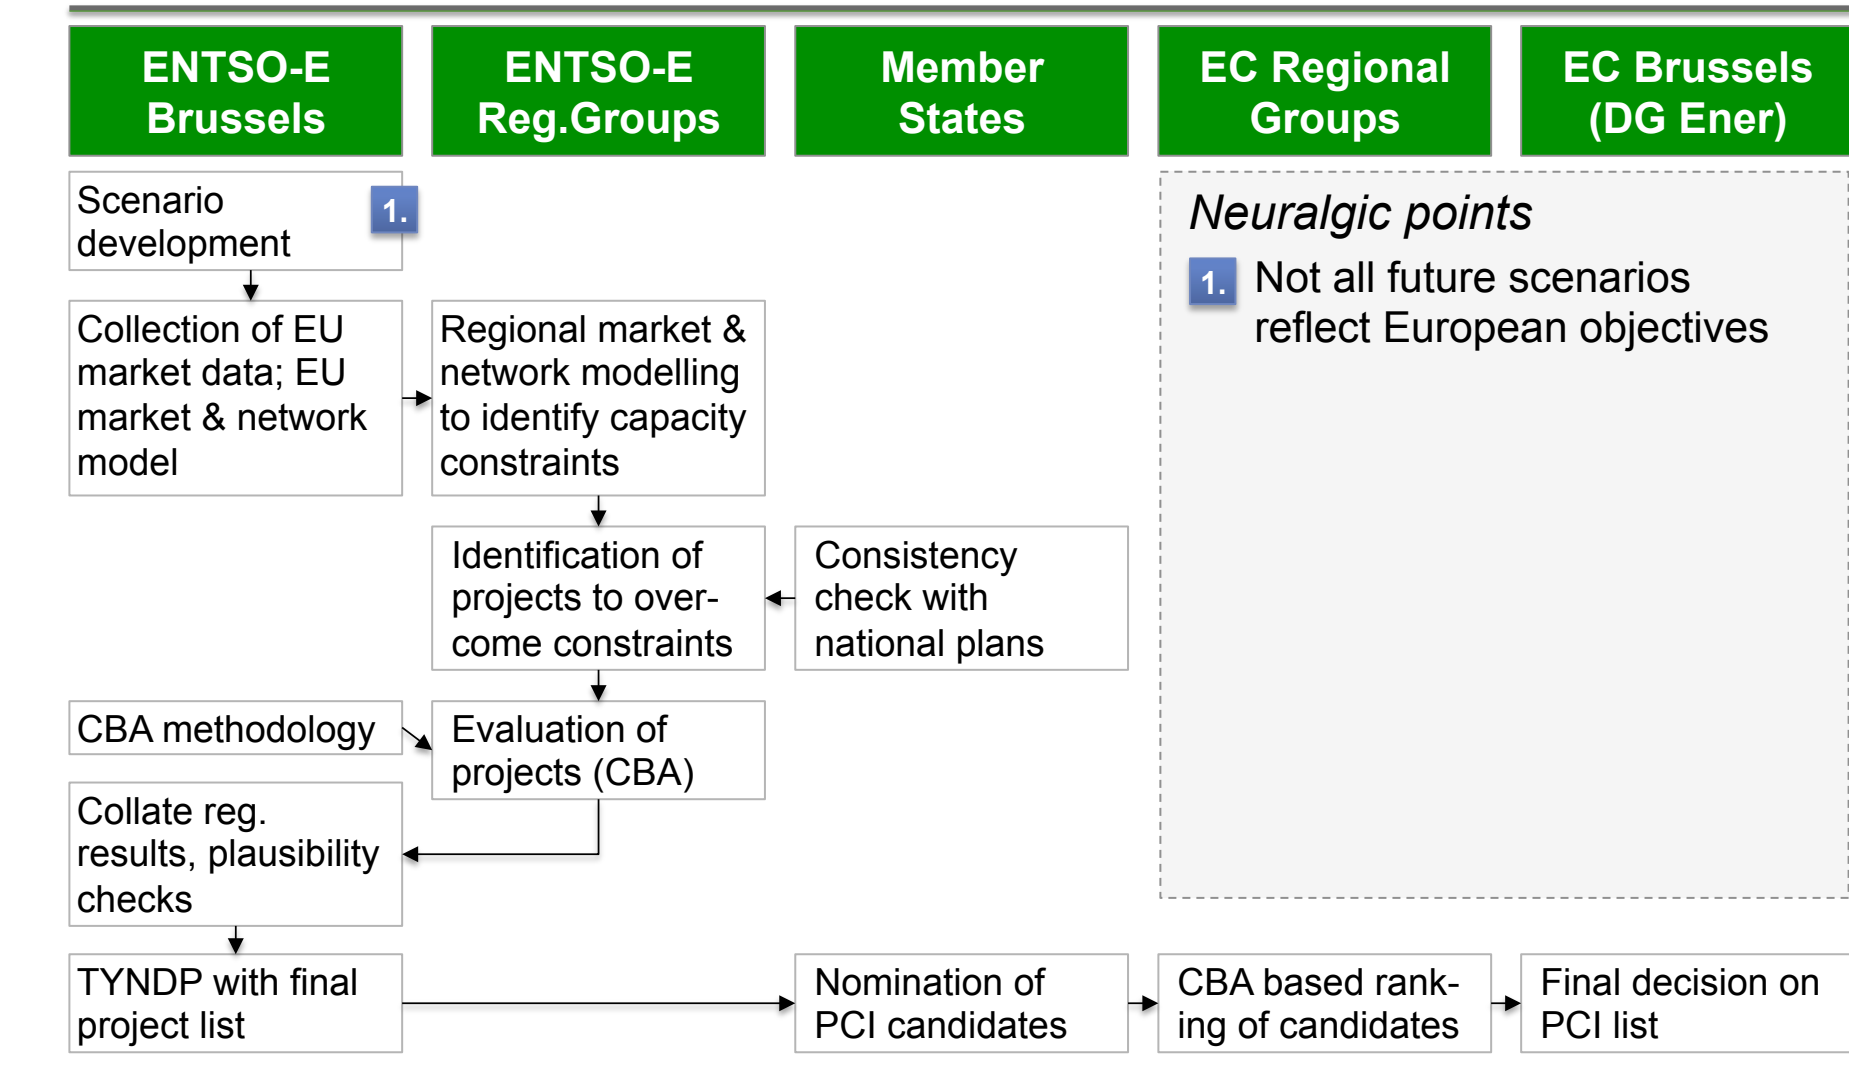 ENTSO-E
Brussels
ENTSO-E
Reg.Groups
Member
States
EC Regional
Groups
EC Brussels
(DG Ener)
Scenario
development
1.
Neuralgic points
1. Not all future scenarios
reflect European objectives
Collection of EU
market data; EU
market & network
model
Regional market &
network modelling
to identify capacity
constraints
Identification of
projects to over-
come constraints
Consistency
check with
national plans
CBA methodology
Evaluation of
projects (CBA)
Collate reg.
results, plausibility
checks
TYNDP with final
project list
Nomination of
PCI candidates
CBA based rank-
ing of candidates
Final decision on
PCI list